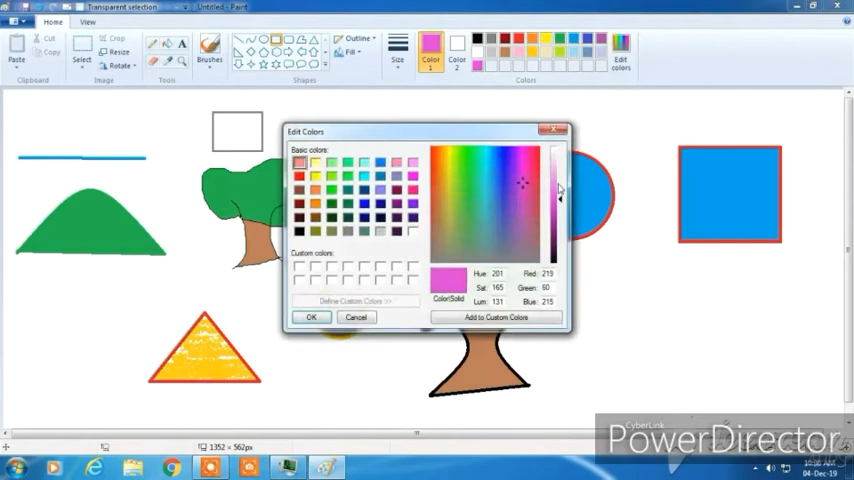 Transparent selection
Untitled - Paint
Home
View
Paste
Cut
Copy
Clipboard
Select
Crop
Resize
Rotate
Image
Tools
Brushes
Shapes
Outline
Fill
Size
Color 1
Color 2
Edit colors
Colors
Edit Colors
Basic colors:
Custom colors:
Define Custom Colors >>
OK
Cancel
Color|Solid
Hue: 201
Sat: 165
Lum: 131
Red: 219
Green: 60
Blue: 215
Add to Custom Colors
1352 × 562px
CyberLink
PowerDirector
04-Dec-19